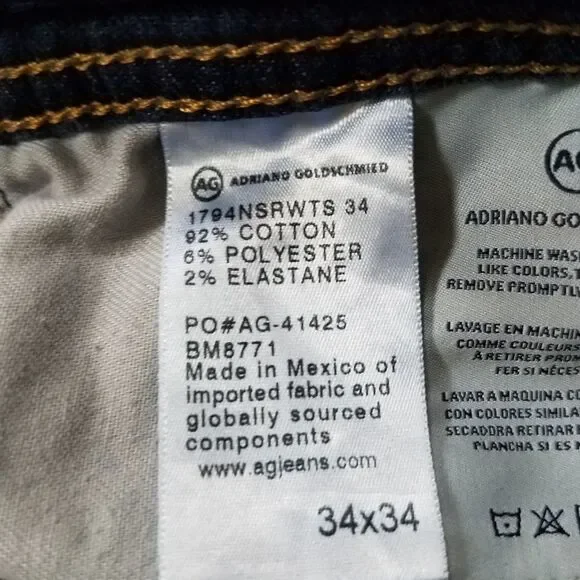 AG ADRIANO GOLDSCHMIED
1794NSRWTS 34
92% COTTON
6% POLYESTER
2% ELASTANE
PO#AG-41425
BM8771
Made in Mexico of
imported fabric and
globally sourced
components
www.agjeans.com
34x34
AG
ADRIANO GO
MACHINE WAS
LIKE COLORS, T
REMOVE PROMPTLY
LAVAGE EN MACHIN
COMME COULEURS
À RETIRER PROM
FER SI NÉCES
LAVAR A MAQUINA CO
CON COLORES SIMILA
SECADORA RETIRAR
PLANCHA SI ES N